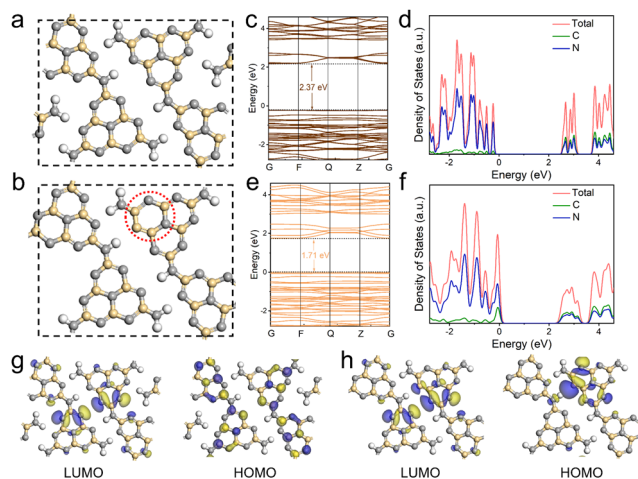 a
c
d
4
2
0
-2
Energy (eV)
2.37 eV
G F Q Z G
Density of States (a.u.)
Total
C
N
-2 0 2 4
Energy (eV)
b
e
f
4
2
0
-2
Energy (eV)
1.71 eV
G F Q Z G
Density of States (a.u.)
Total
C
N
-2 0 2 4
Energy (eV)
g
h
LUMO
HOMO
LUMO
HOMO